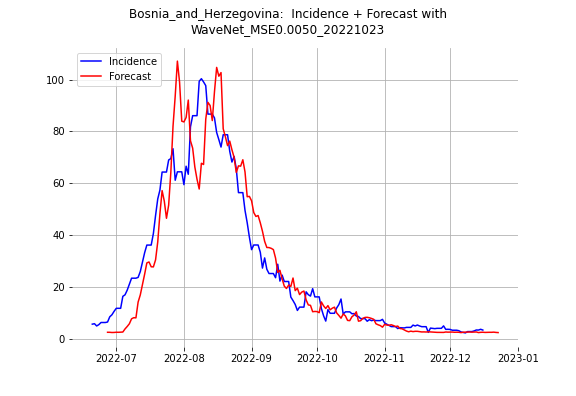 Bosnia_and_Herzegovina:  Incidence + Forecast with
WaveNet_MSE0.0050_20221023
Incidence
Forecast
100
80
60
40
20
0
2022-07 2022-08 2022-09 2022-10 2022-11 2022-12 2023-01